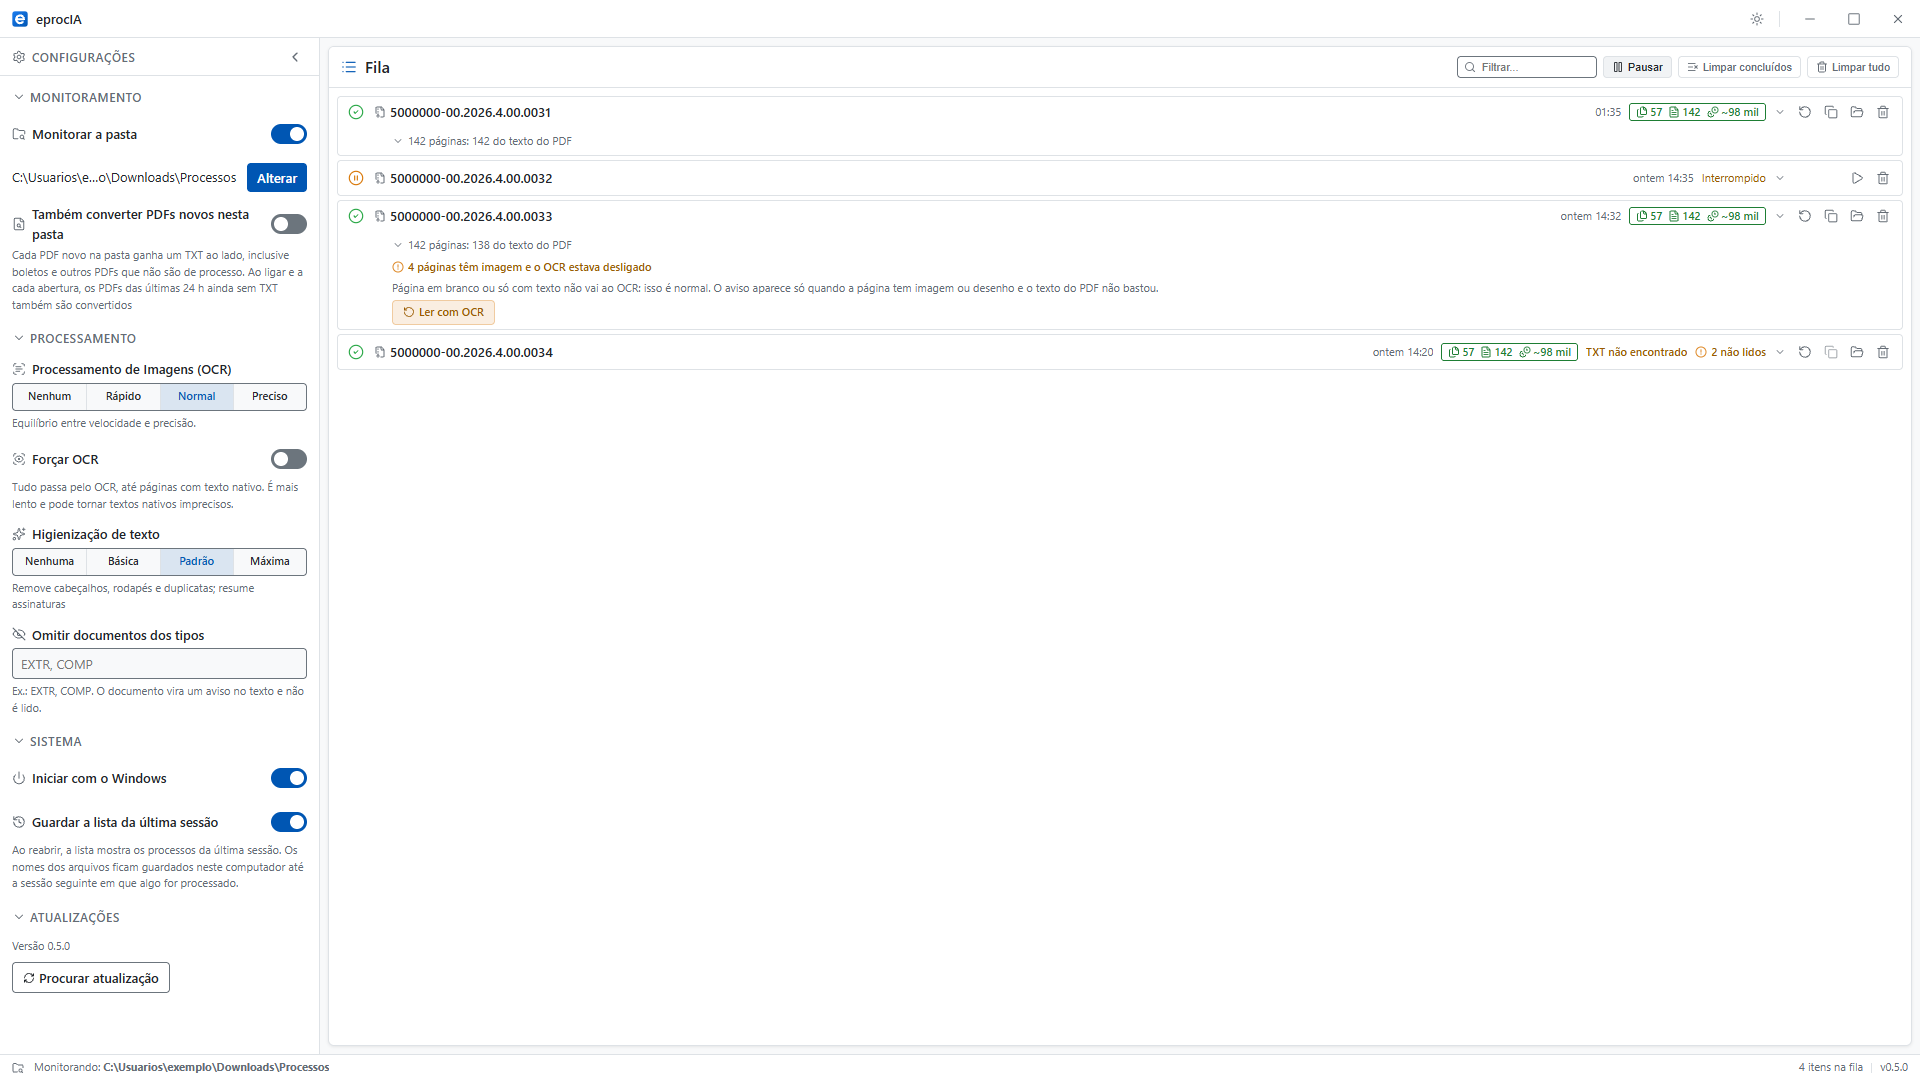 eprocIA
CONFIGURAÇÕES
MONITORAMENTO
Monitorar a pasta
C:\Usuarios\e...o\Downloads\Processos
Alterar
Também converter PDFs novos nesta
pasta
Cada PDF novo na pasta ganha um TXT ao lado, inclusive
boletos e outros PDFs que não são de processo. Ao ligar e a
cada abertura, os PDFs das últimas 24 h ainda sem TXT
também são convertidos
PROCESSAMENTO
Processamento de Imagens (OCR)
Nenhum Rápido Normal Preciso
Equilíbrio entre velocidade e precisão.
Forçar OCR
Tudo passa pelo OCR, até páginas com texto nativo. É mais
lento e pode tornar textos nativos imprecisos.
Higienização de texto
Nenhuma Básica Padrão Máxima
Remove cabeçalhos, rodapés e duplicatas; resume
assinaturas
Omitir documentos dos tipos
EXTR, COMP
Ex.: EXTR, COMP. O documento vira um aviso no texto e não
é lido.
SISTEMA
Iniciar com o Windows
Guardar a lista da última sessão
Ao reabrir, a lista mostra os processos da última sessão. Os
nomes dos arquivos ficam guardados neste computador até
a sessão seguinte em que algo for processado.
ATUALIZAÇÕES
Versão 0.5.0
Procurar atualização
Fila
Filtrar... Pausar Limpar concluídos Limpar tudo
5000000-00.2026.4.00.0031 01:35 57 142 ~98 mil
142 páginas: 142 do texto do PDF
5000000-00.2026.4.00.0032 ontem 14:35 Interrompido
5000000-00.2026.4.00.0033 ontem 14:32 57 142 ~98 mil
142 páginas: 138 do texto do PDF
4 páginas têm imagem e o OCR estava desligado
Página em branco ou só com texto não vai ao OCR: isso é normal. O aviso aparece só quando a página tem imagem ou desenho e o texto do PDF não bastou.
Ler com OCR
5000000-00.2026.4.00.0034 ontem 14:20 57 142 ~98 mil TXT não encontrado 2 não lidos
Monitorando: C:\Usuarios\exemplo\Downloads\Processos
4 itens na fila v0.5.0